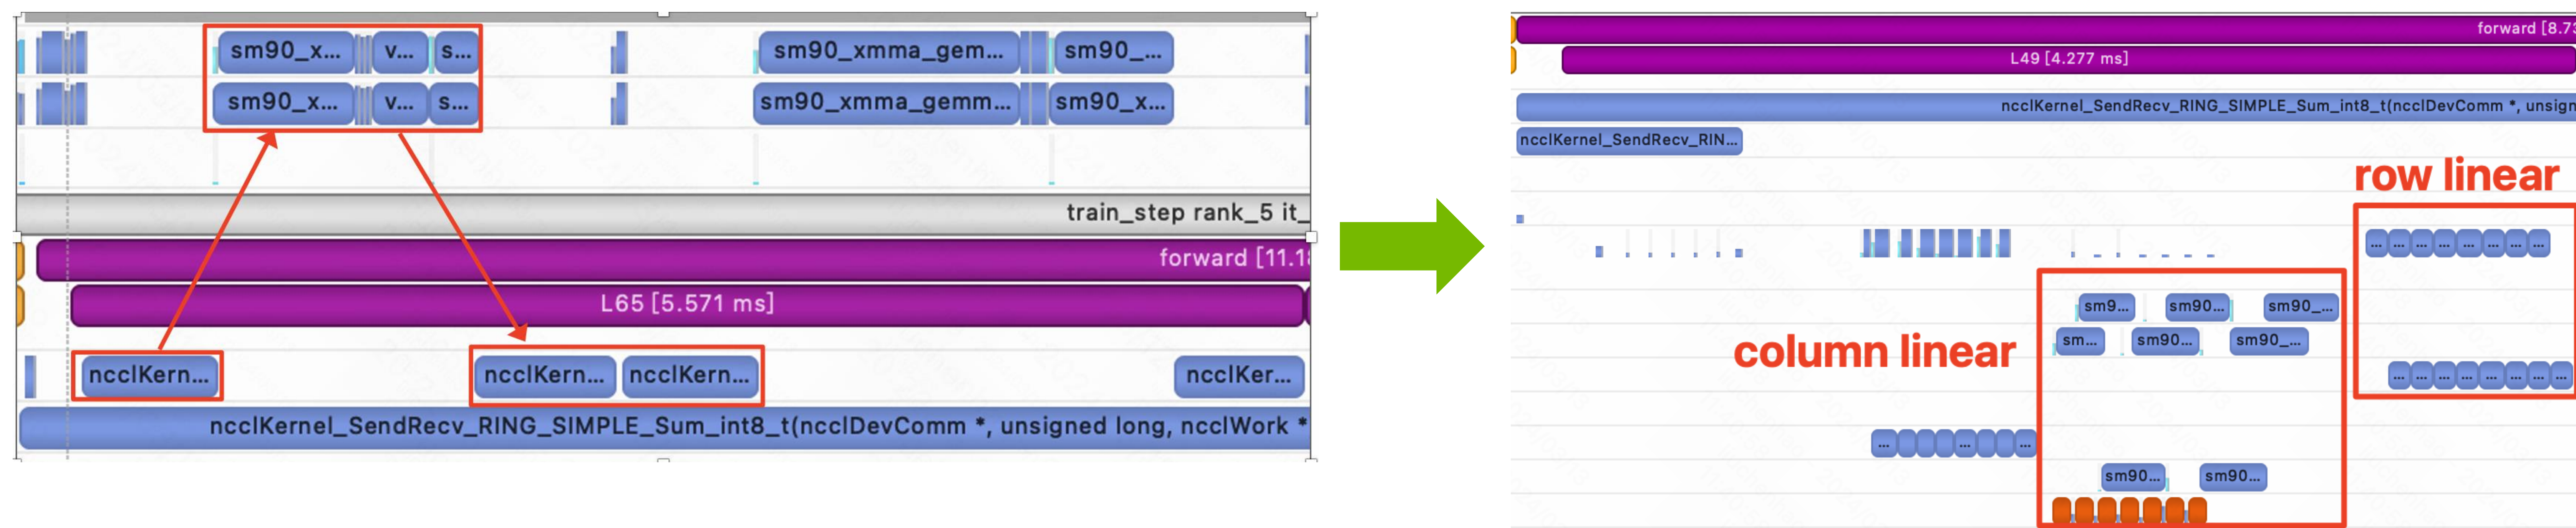 sm90_x...
v...
s...
sm90_xmma_gem...
sm90_...
sm90_x...
v...
s...
sm90_xmma_gemm...
sm90_x...
train_step rank_5 it_
forward [11.18
L65 [5.571 ms]
ncclKern...
ncclKern...
ncclKern...
ncclKer...
ncclKernel_SendRecv_RING_SIMPLE_Sum_int8_t(ncclDevComm *, unsigned long, ncclWork *
forward [8.73
L49 [4.277 ms]
ncclKernel_SendRecv_RING_SIMPLE_Sum_int8_t(ncclDevComm *, unsign
ncclKernel_SendRecv_RIN...
row linear
... ... ... ... ... ... ... ...
sm9...
sm90...
sm90_...
column linear
sm...
sm90...
sm90_...
... ... ... ... ... ... ... ...
... ... ...
sm90...
sm90...